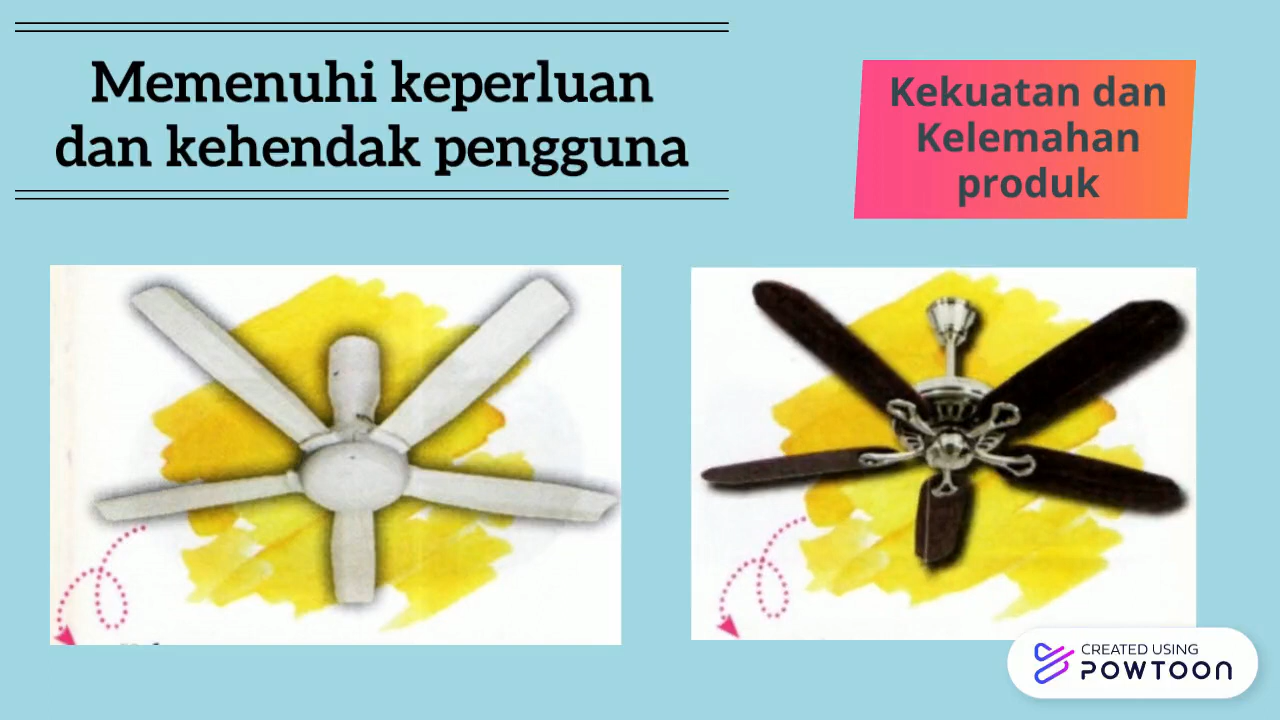 Memenuhi keperluan
dan kehendak pengguna
Kekuatan dan
Kelemahan
produk
CREATED USING
POWTOON